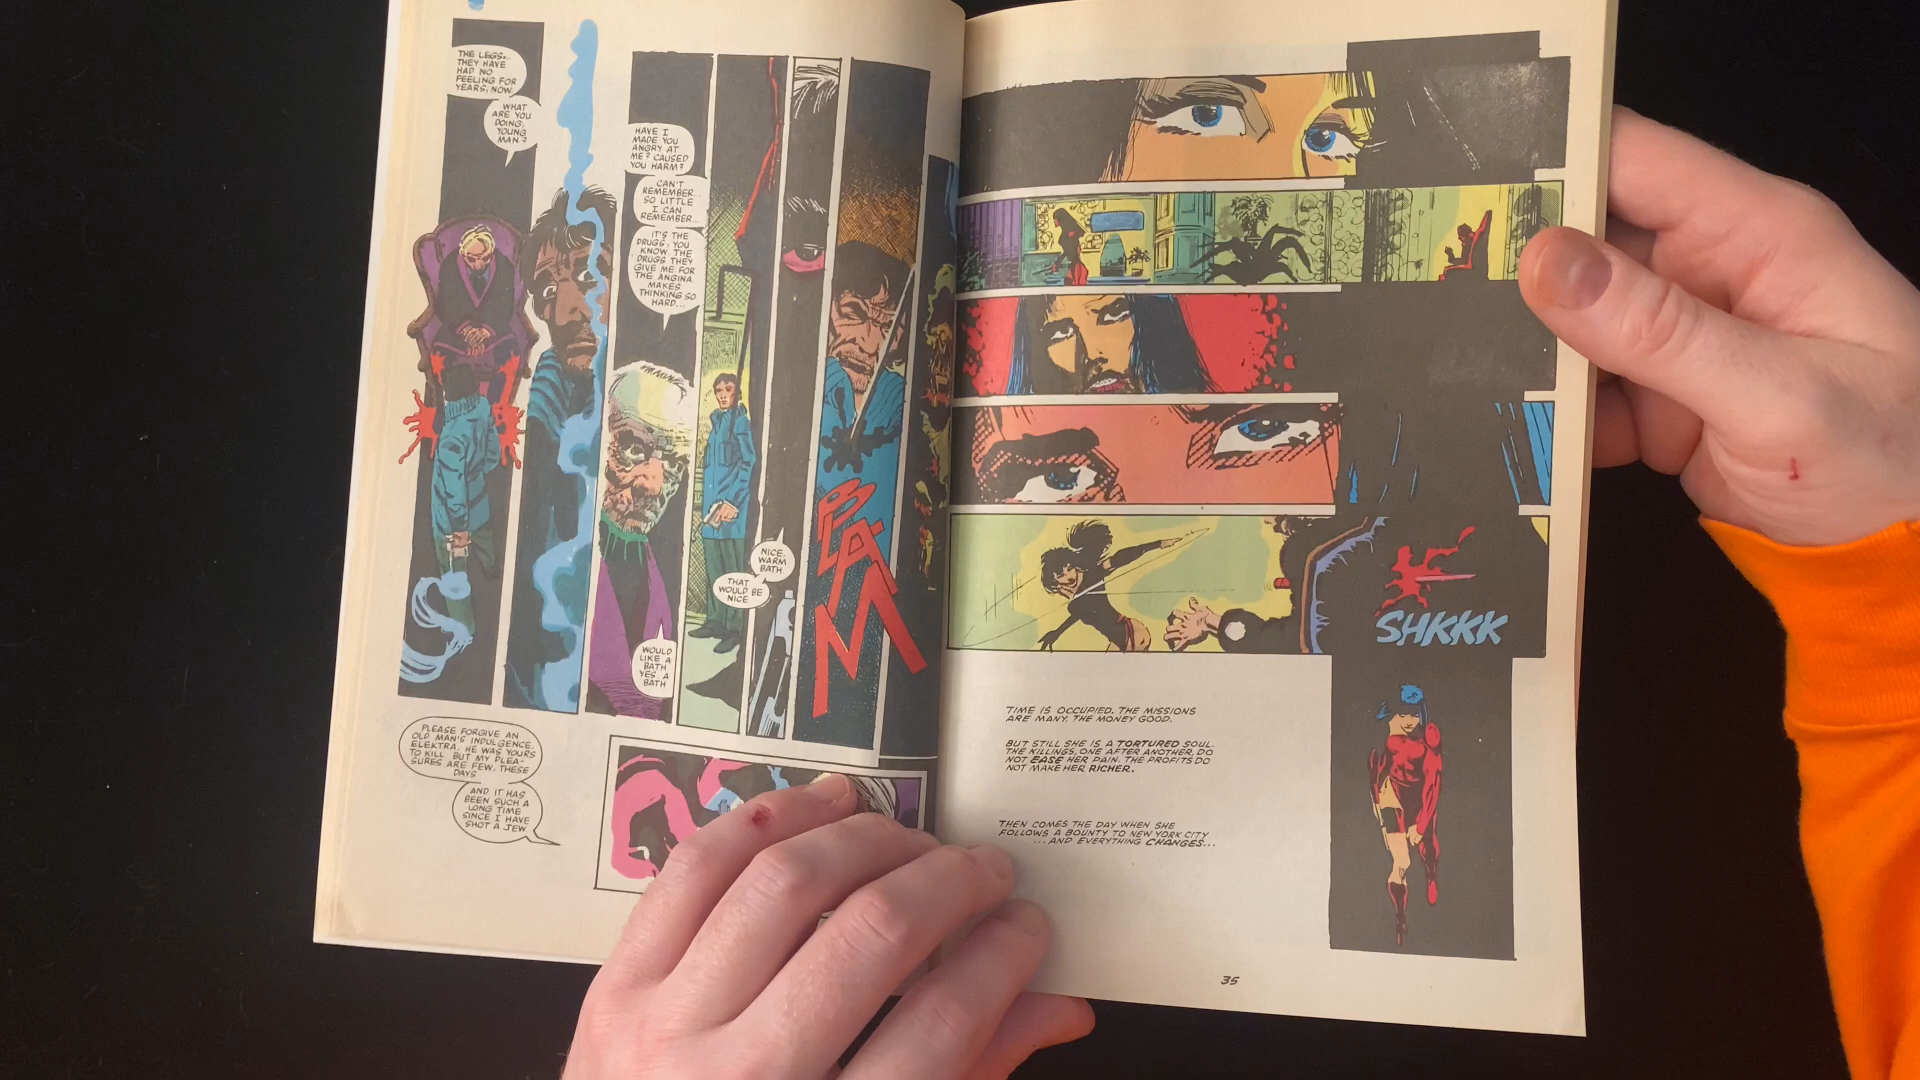 THE LEGS...
THEY HAVE
HAD NO
FEELING FOR
YEARS, NOW.
WHAT
ARE YOU
DOING,
YOUNG
MAN?
HAVE I
MADE YOU
ANGRY AT
ME? CAUSED
YOU HARM?
CAN'T
REMEMBER...
SO LITTLE
I CAN
REMEMBER...
IT'S THE
DRUGS, YOU
KNOW. THE
DRUGS THEY
GIVE ME FOR
THE ANGINA.
MAKES
THINKING SO
HARD...
WOULD
LIKE A
BATH
YES. A
BATH
NICE,
WARM
BATH
THAT
WOULD BE
NICE
BLAM
PLEASE FORGIVE AN
OLD MAN'S INDULGENCE,
ELEKTRA. HE WAS YOURS
TO KILL. BUT MY PLEA-
SURES ARE FEW, THESE
DAYS
AND IT HAS
BEEN SUCH A
LONG TIME
SINCE I HAVE
SHOT A JEW
SHKKK
TIME IS OCCUPIED. THE MISSIONS
ARE MANY. THE MONEY GOOD.
BUT STILL SHE IS A TORTURED SOUL.
THE KILLINGS, ONE AFTER ANOTHER, DO
NOT EASE HER PAIN. THE PROFITS DO
NOT MAKE HER RICHER.
THEN COMES THE DAY WHEN SHE
FOLLOWS A BOUNTY TO NEW YORK CITY
...AND EVERYTHING CHANGES...
35